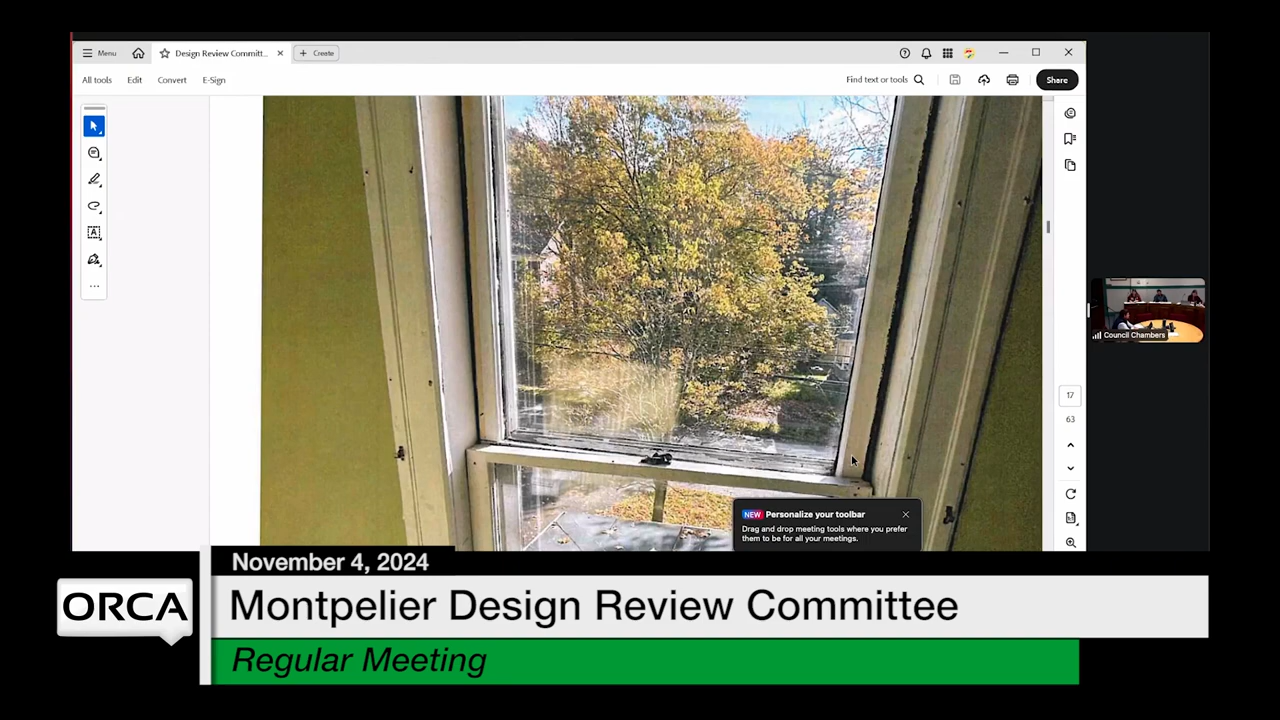 Menu
Design Review Committ...
Create
All tools
Edit
Convert
E-Sign
Find text or tools
Share
17
63
Council Chambers
NEW Personalize your toolbar
Drag and drop meeting tools where you prefer
them to be for all your meetings.
November 4, 2024
ORCA
Montpelier Design Review Committee
Regular Meeting